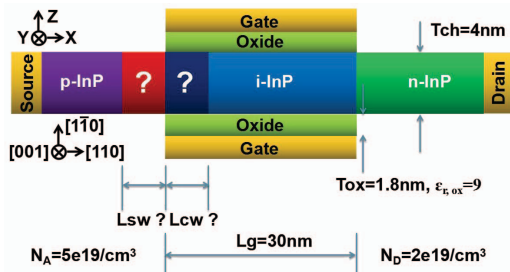 Z
Y X
Gate
Tch=4nm
Oxide
Source
p-InP
?
?
i-InP
n-InP
Drain
[11̅0]
[001] [110]
Oxide
Gate
Tox=1.8nm, εr, ox=9
Lsw ? Lcw ?
NA=5e19/cm³
Lg=30nm
ND=2e19/cm³